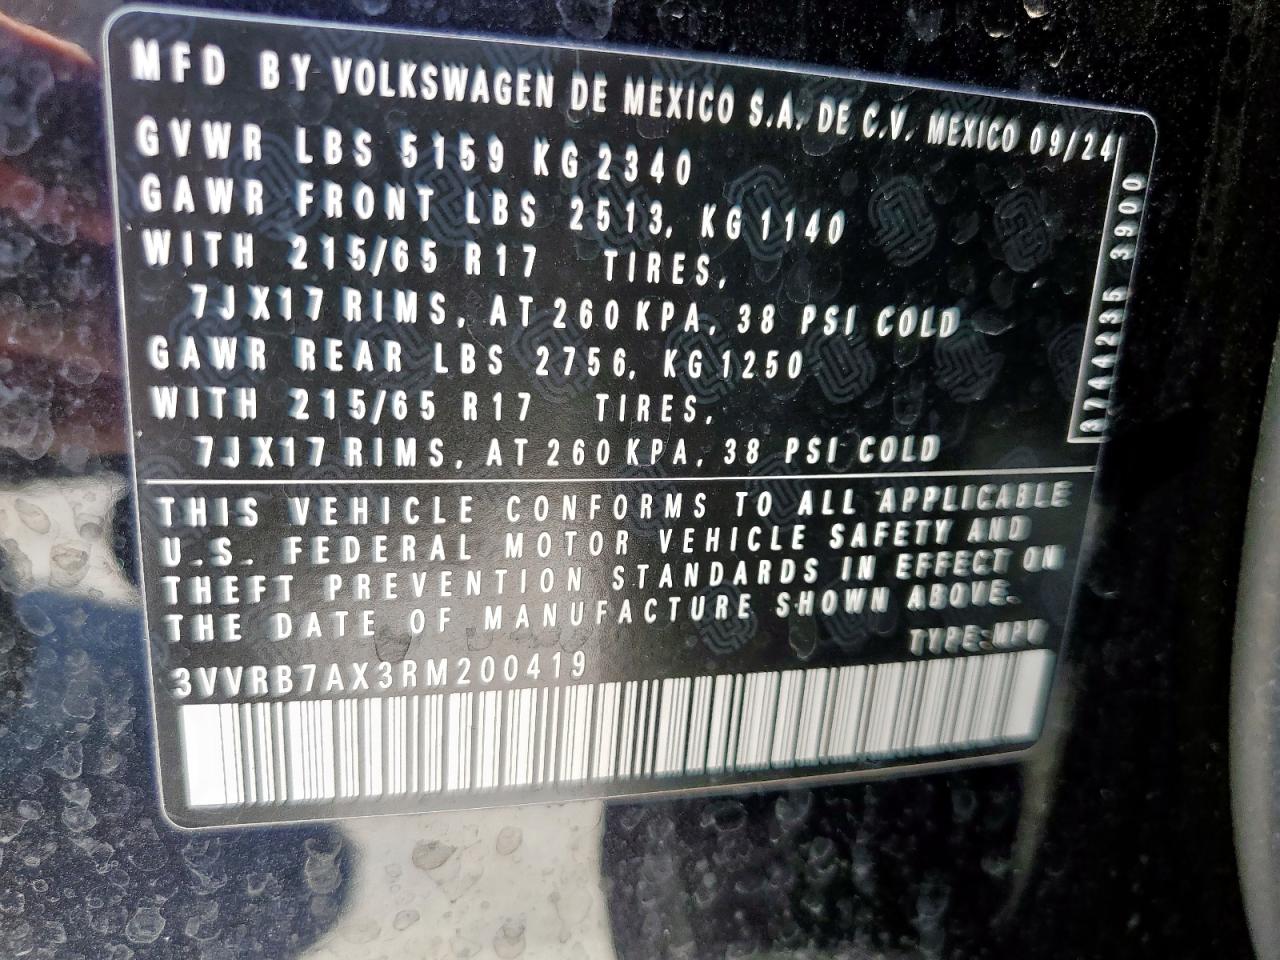 MFD BY VOLKSWAGEN DE MEXICO S.A. DE C.V. MEXICO 09/24
GVWR LBS 5159 KG 2340
GAWR FRONT LBS 2513, KG 1140
WITH 215/65 R17 TIRES,
7JX17 RIMS, AT 260 KPA, 38 PSI COLD
GAWR REAR LBS 2756, KG 1250
WITH 215/65 R17 TIRES,
7JX17 RIMS, AT 260 KPA, 38 PSI COLD
3900
THIS VEHICLE CONFORMS TO ALL APPLICABLE
U.S. FEDERAL MOTOR VEHICLE SAFETY AND
THEFT PREVENTION STANDARDS IN EFFECT ON
THE DATE OF MANUFACTURE SHOWN ABOVE.
TYPE:MPV
3VVRB7AX3RM200419